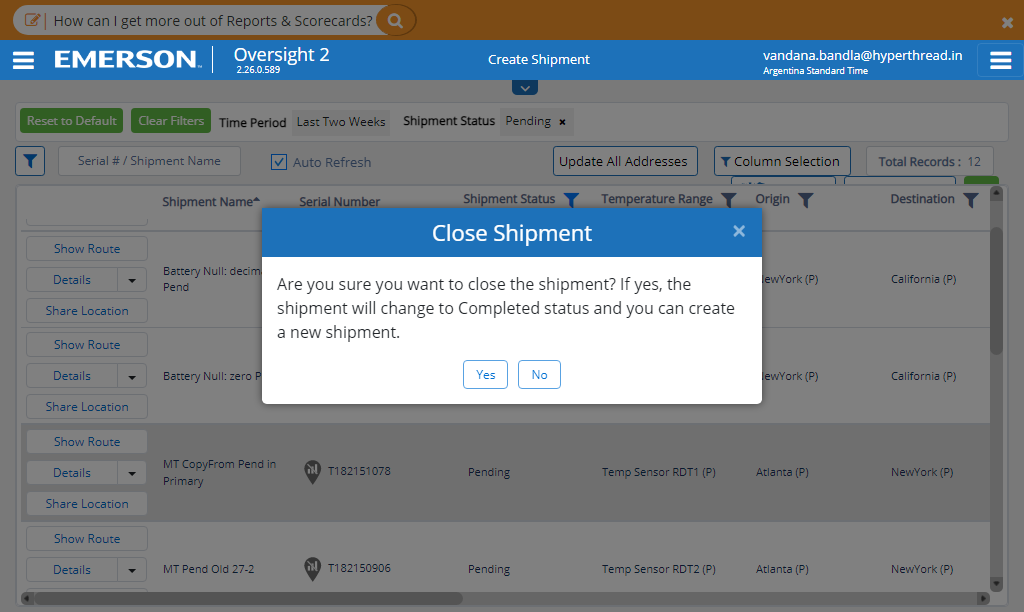 How can I get more out of Reports & Scorecards?
EMERSON
Oversight 2
2.26.0.589
Create Shipment
vandana.bandla@hyperthread.in
Argentina Standard Time
Reset to Default
Clear Filters
Time Period
Last Two Weeks
Shipment Status
Pending ×
Serial # / Shipment Name
Auto Refresh
Update All Addresses
Column Selection
Total Records : 12
Shipment Name
Serial Number
Shipment Status
Temperature Range
Origin
Destination
Close Shipment ×
Are you sure you want to close the shipment? If yes, the
shipment will change to Completed status and you can create
a new shipment.
Yes
No
Show Route
Details
Share Location
Battery Null:
Pend
NewYork (P)
California (P)
Show Route
Details
Share Location
Battery Null: zero
NewYork (P)
California (P)
Show Route
Details
Share Location
MT CopyFrom Pend in
Primary
T182151078
Pending
Temp Sensor RDT1 (P)
Atlanta (P)
NewYork (P)
Show Route
Details
MT Pend Old 27-2
T182150906
Pending
Temp Sensor RDT2 (P)
Atlanta (P)
NewYork (P)